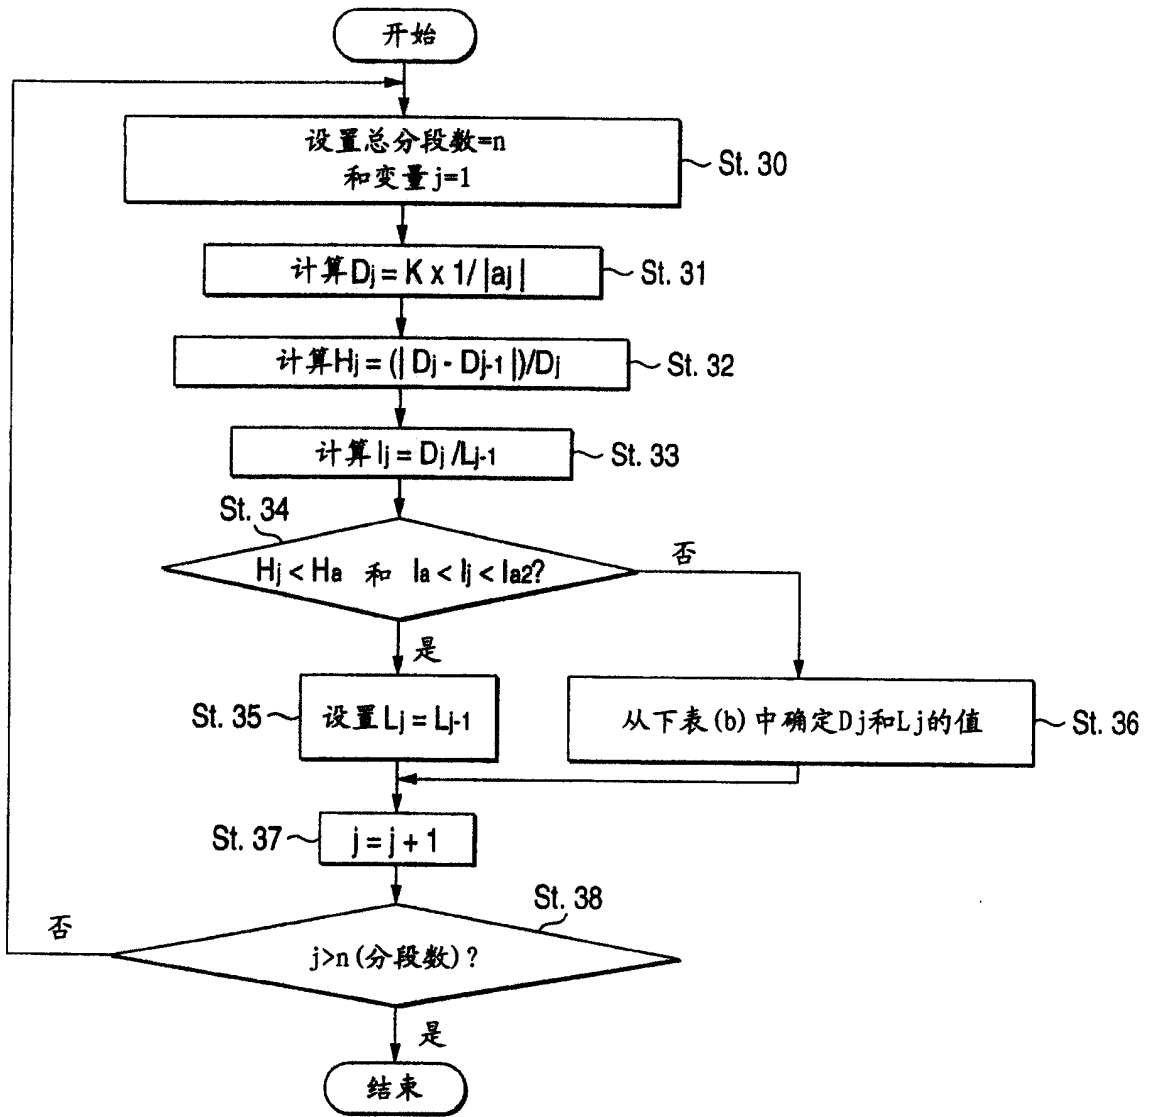 开始
设置总分段数=n
和变量j=1
St. 30
计算Dj = K x 1/ |aj |
St. 31
计算Hj = (| Dj - Dj-1 |)/Dj
St. 32
计算Ij = Dj /Lj-1
St. 33
St. 34
Hj < Ha 和 Ia < Ij < Ia2?
否
是
St. 35
设置Lj = Lj-1
从下表(b)中确定Dj和Lj的值
St. 36
St. 37
j = j + 1
St. 38
否
j>n(分段数)?
是
结束